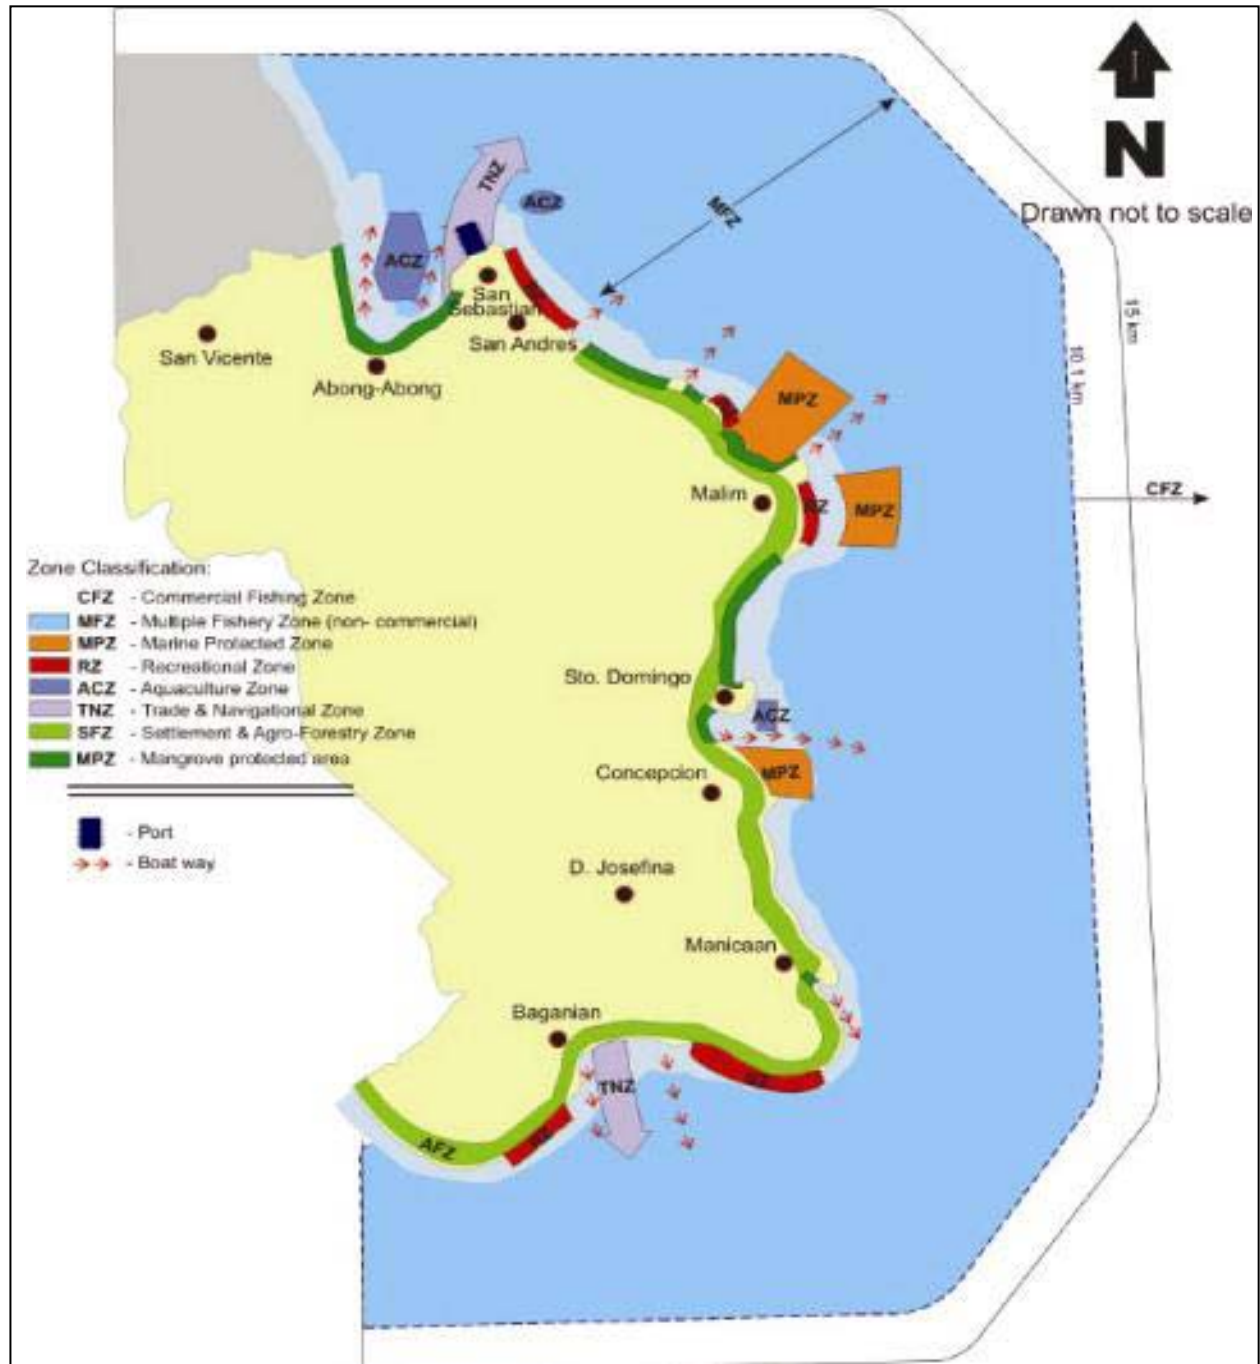 N
Drawn not to scale
TNZ
ACZ
MFZ
ACZ
San
Sebastian
San Andres
San Vicente
Abong-Abong
15 km
10.1 km
MPZ
Malim
RZ
MPZ
CFZ
Zone Classification:
CFZ - Commercial Fishing Zone
MFZ - Multiple Fishery Zone (non- commercial)
MPZ - Marine Protected Zone
RZ - Recreational Zone
ACZ - Aquaculture Zone
TNZ - Trade & Navigational Zone
SFZ - Settlement & Agro-Forestry Zone
MPZ - Mangrove protected area
- Port
- Boat way
Sto. Domingo
ACZ
Concepcion
MPZ
D. Josefina
Manicaan
Baganian
TNZ
RZ
AFZ
RZ